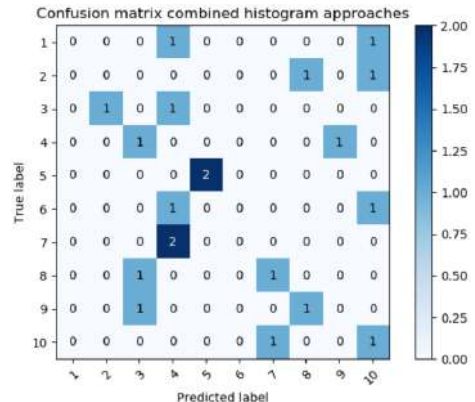 Confusion matrix combined histogram approaches
1 0 0 0 1 0 0 0 0 0 1
2 0 0 0 0 0 0 0 1 0 1
3 0 1 0 1 0 0 0 0 0 0
4 0 0 1 0 0 0 0 0 1 0
5 0 0 0 0 2 0 0 0 0 0
6 0 0 0 1 0 0 0 0 0 1
7 0 0 0 2 0 0 0 0 0 0
8 0 0 1 0 0 0 1 0 0 0
9 0 0 1 0 0 0 0 1 0 0
10 0 0 0 0 0 0 1 0 0 1
1 2 3 4 5 6 7 8 9 10
True label
Predicted label
2.00
1.75
1.50
1.25
1.00
0.75
0.50
0.25
0.00